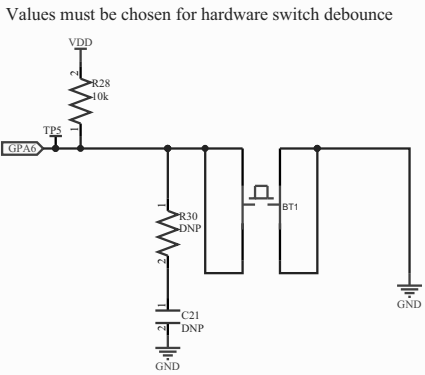 Values must be chosen for hardware switch debounce
VDD
2
R28
10k
1
TP5
GPA6
1
R30
DNP
2
BT1
1
C21
DNP
2
GND
GND